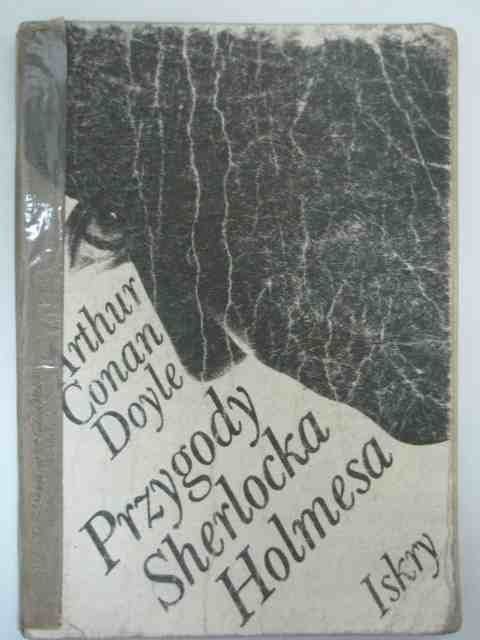 Arthur
Conan
Doyle
Przygody
Sherlocka
Holmesa
Iskry